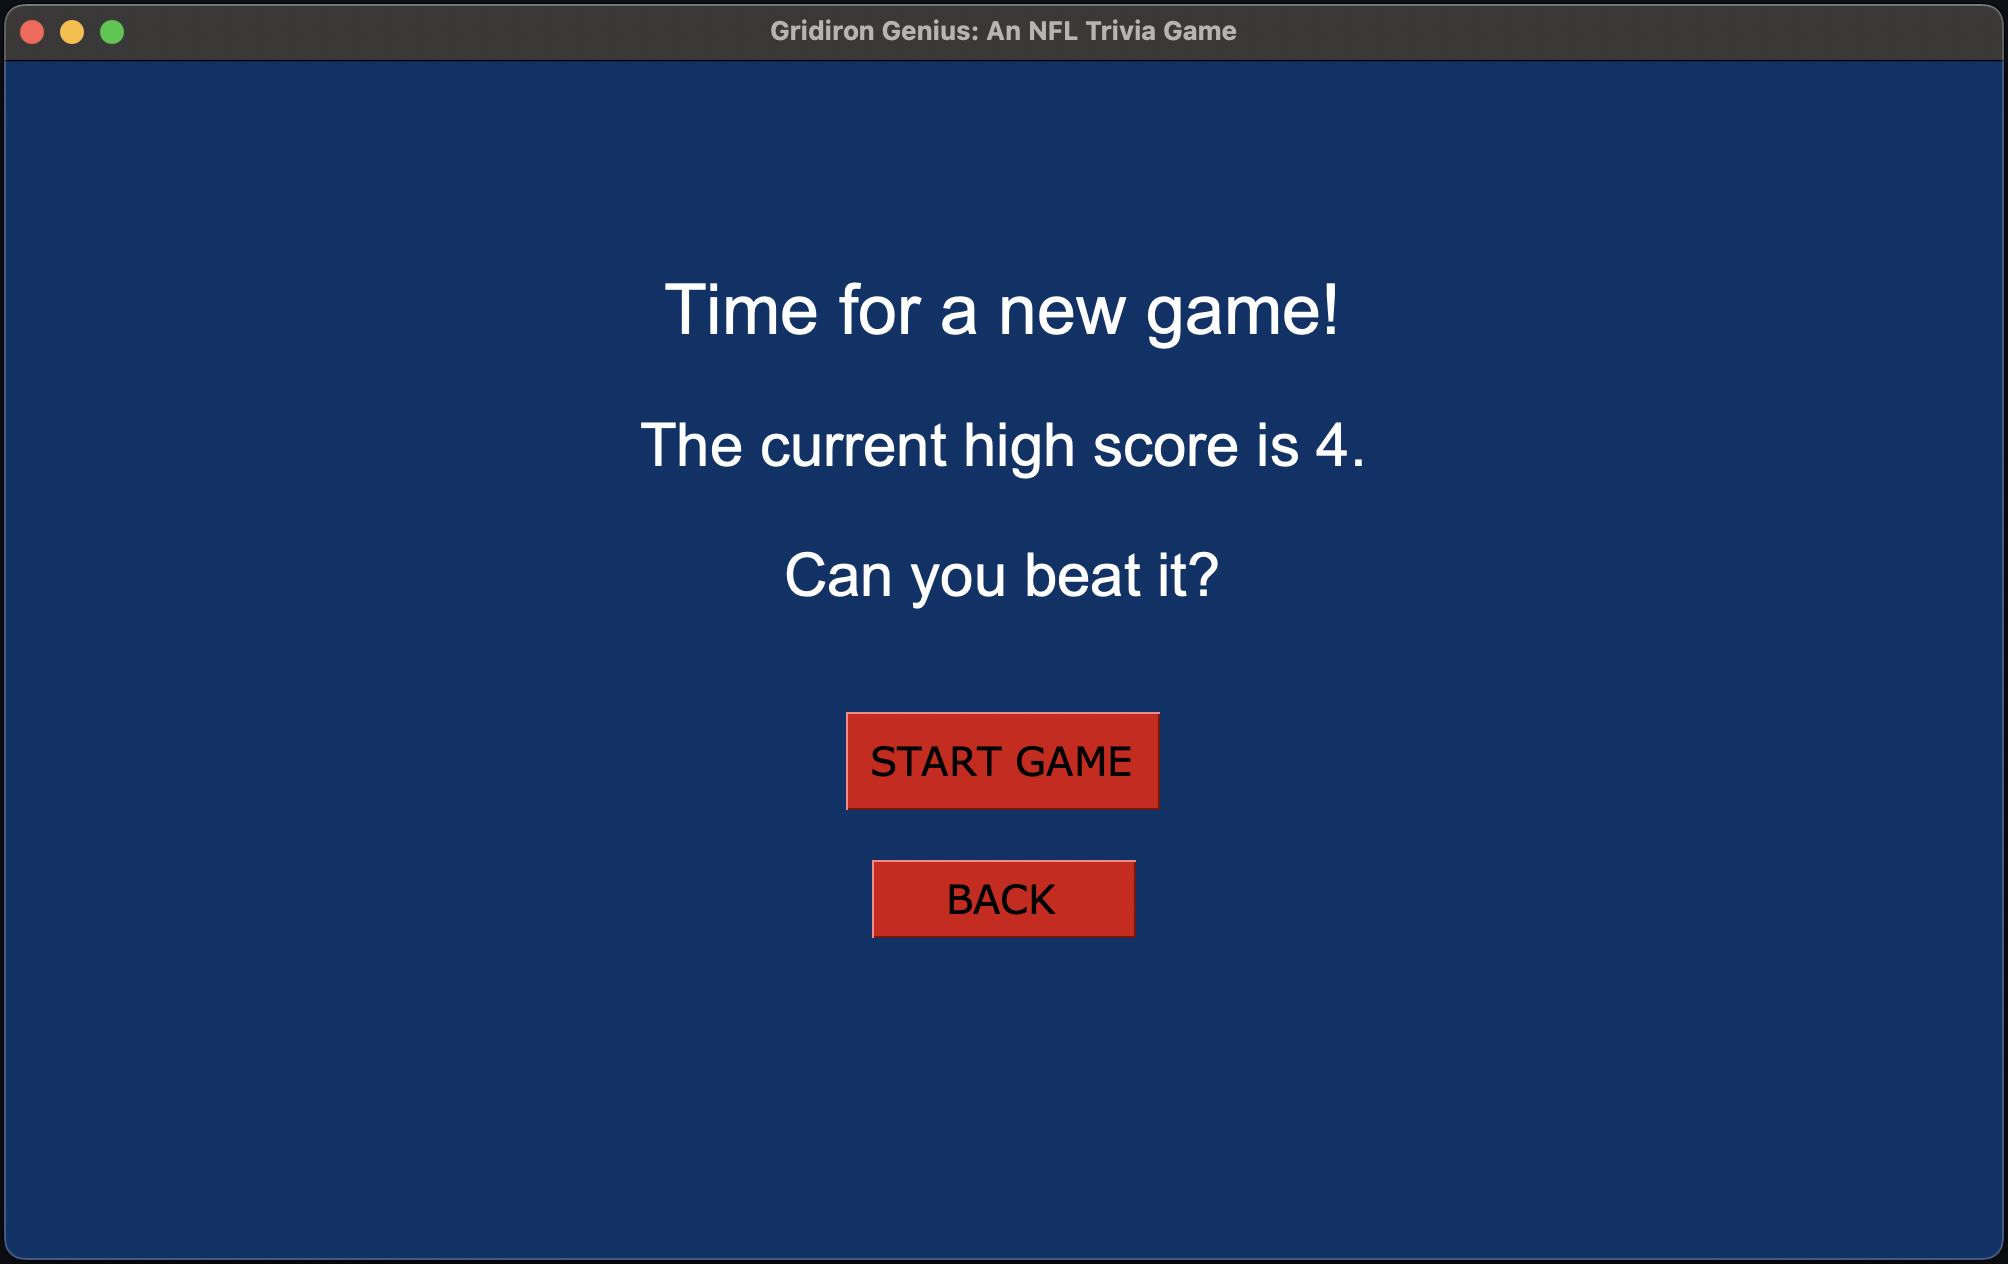 Gridiron Genius: An NFL Trivia Game
Time for a new game!
The current high score is 4.
Can you beat it?
START GAME
BACK